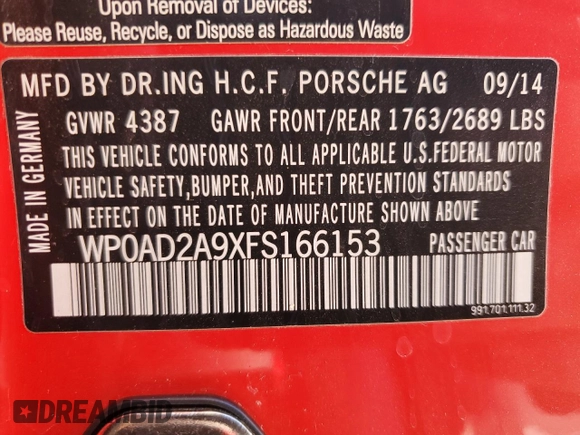 Upon Removal of Devices:
Please Reuse, Recycle, or Dispose as Hazardous Waste
MFD BY DR.ING H.C.F. PORSCHE AG 09/14
GVWR 4387 GAWR FRONT/REAR 1763/2689 LBS
THIS VEHICLE CONFORMS TO ALL APPLICABLE U.S.FEDERAL MOTOR
VEHICLE SAFETY,BUMPER,AND THEFT PREVENTION STANDARDS
IN EFFECT ON THE DATE OF MANUFACTURE SHOWN ABOVE
WP0AD2A9XFS166153 PASSENGER CAR
991.701.111.32
MADE IN GERMANY
DREAMBID